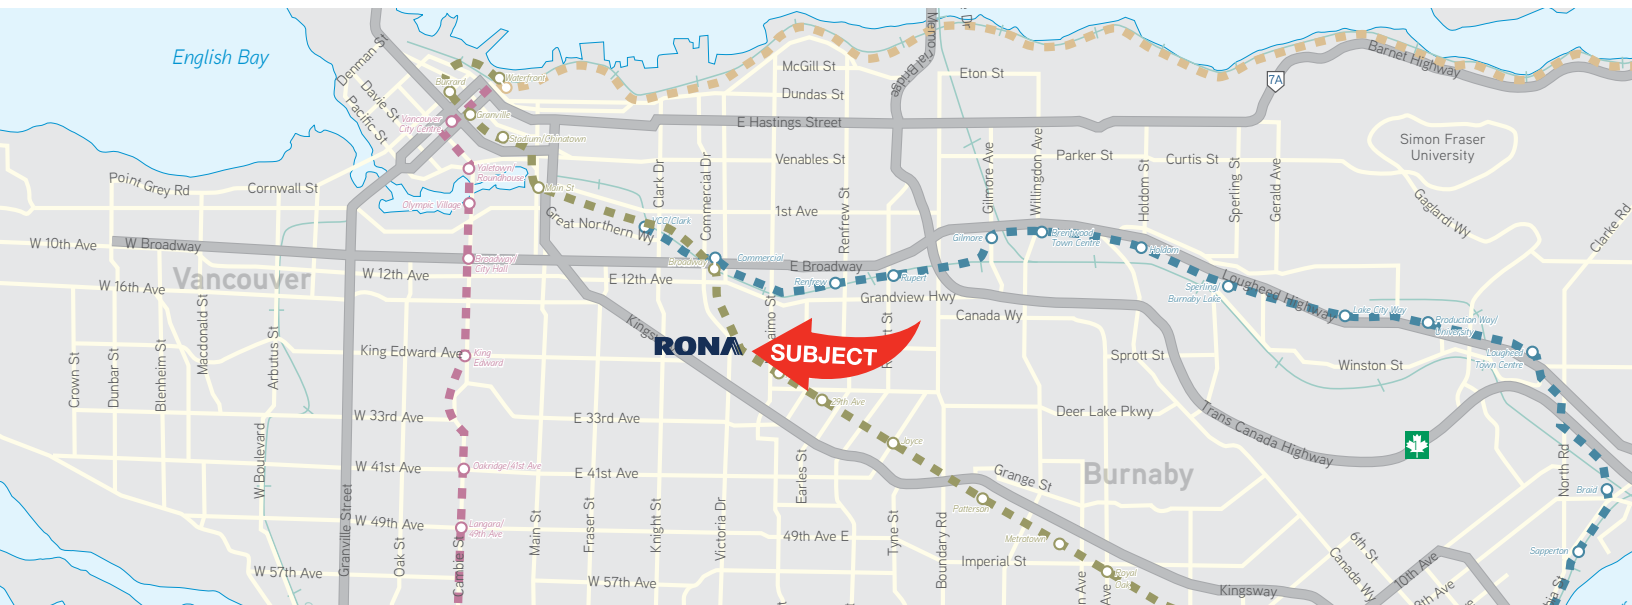 English Bay
Denman St
Davie St
Pacific St
Burrard
Waterfront
Granville
Vancouver
City Centre
Stadium/Chinatown
Yaletown/
Roundhouse
Main St
Olympic Village
Point Grey Rd
Cornwall St
W 10th Ave
W Broadway
Broadway/
City Hall
W 12th Ave
W 16th Ave
Vancouver
McGill St
Dundas St
E Hastings Street
Venables St
1st Ave
Clark Dr
Commercial Dr
Renfrew St
Great Northern Wy
VCC/Clark
Broadway
Commercial
E Broadway
E 12th Ave
Renfrew
Rupert
Grandview Hwy
Eton St
Parker St
Curtis St
Gilmore Ave
Willingdon Ave
Holdom St
Sperling St
Gerald Ave
7A
Barnet Highway
Simon Fraser
University
Gaglardi Wy
Clarke Rd
Gilmore
Brentwood
Town Centre
Holdom
Sperling/
Burnaby Lake
Lougheed Highway
Lake City Way
Production Way/
University
Lougheed
Town Centre
Canada Wy
Sprott St
Winston St
Deer Lake Pkwy
Trans Canada Highway
1
RONA
SUBJECT
King Edward Ave
King
Edward
Crown St
Dunbar St
Blenheim St
Macdonald St
Arbutus St
W Boulevard
Granville Street
W 33rd Ave
E 33rd Ave
W 41st Ave
Oakridge/41st Ave
E 41st Ave
W 49th Ave
Langara/
49th Ave
49th Ave E
W 57th Ave
W 57th Ave
Oak St
Cambie St
Main St
Fraser St
Knight St
Victoria Dr
Earles St
Tyne St
Boundary Rd
29th Ave
Joyce
Patterson
Metrotown
Royal
Oak
Grange St
Imperial St
Burnaby
Kingsway
6th St
Canada Wy
10th Ave
8th Ave
North Rd
Braid
Sapperton